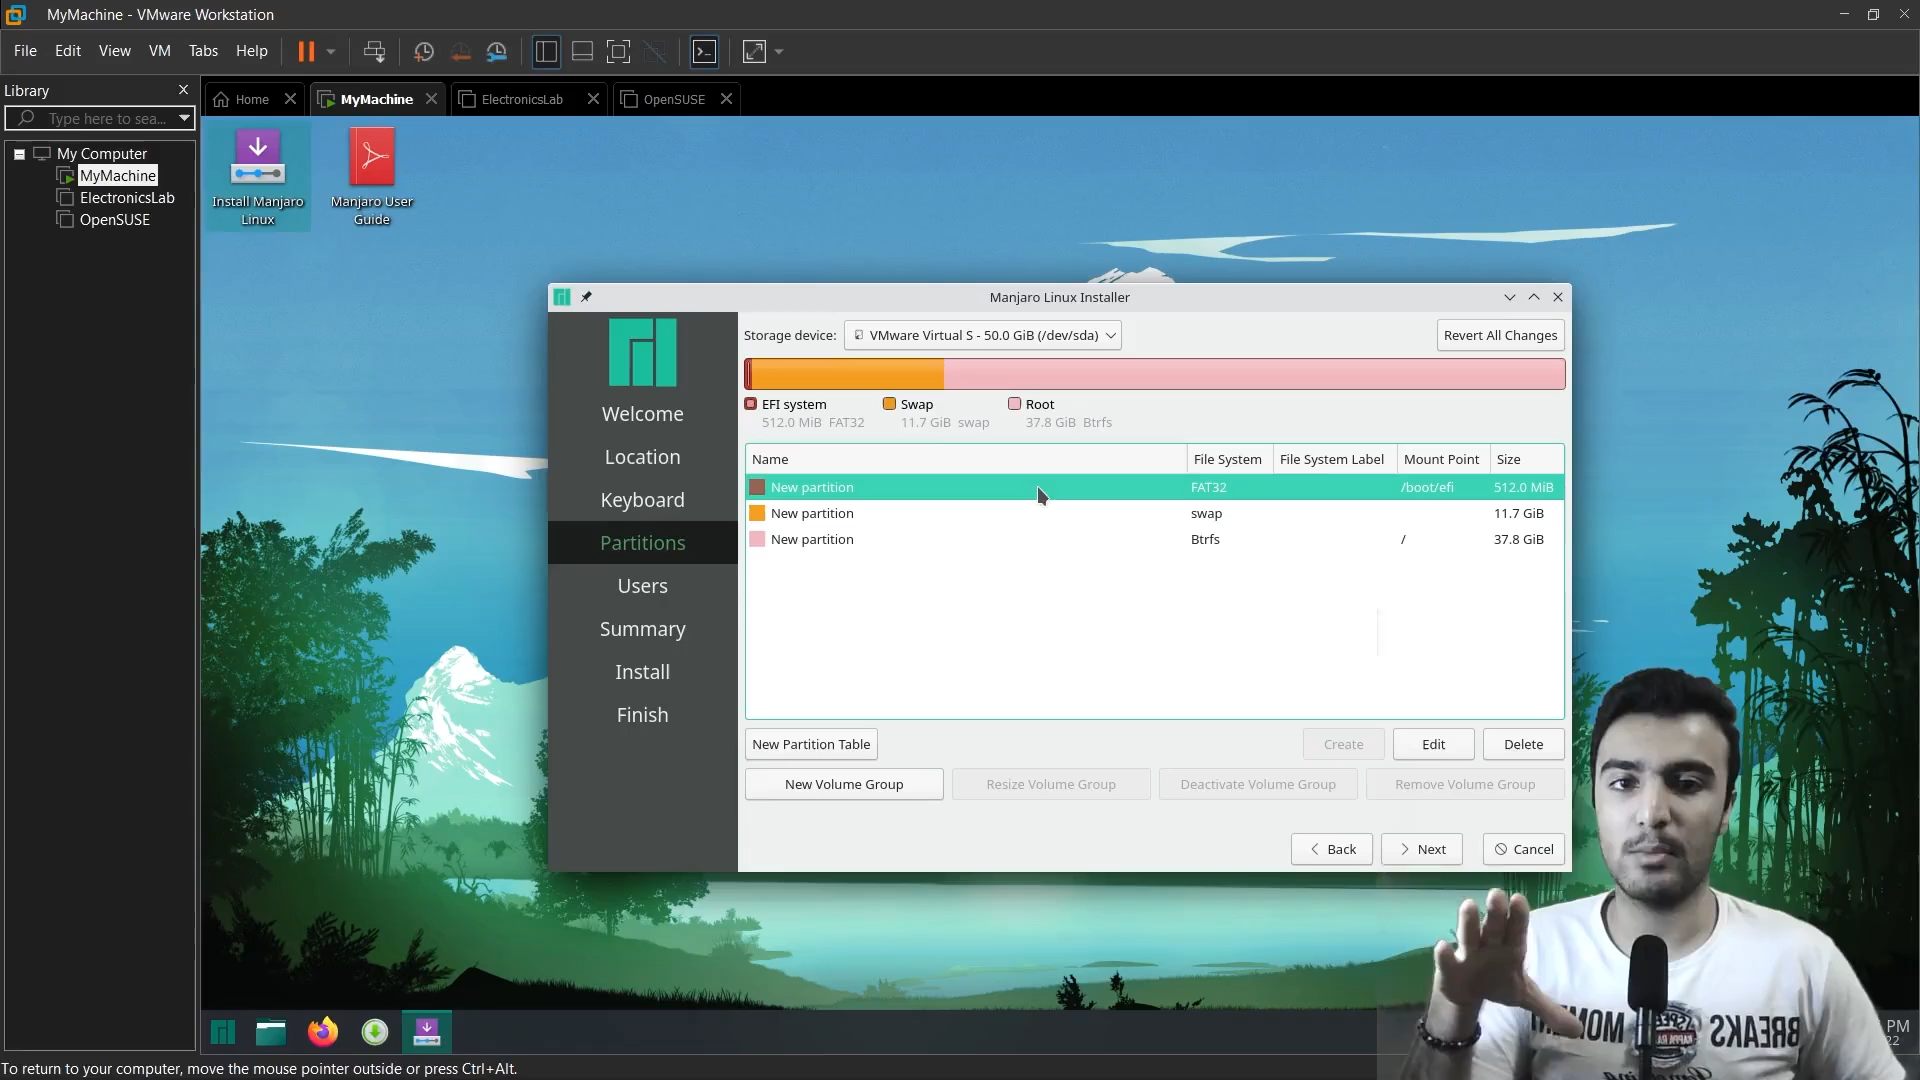 MyMachine - VMware Workstation
File Edit View VM Tabs Help
Library
Type here to sea...
Home
MyMachine
ElectronicsLab
OpenSUSE
My Computer
MyMachine
ElectronicsLab
OpenSUSE
Install Manjaro
Linux
Manjaro User
Guide
Manjaro Linux Installer
Welcome
Location
Keyboard
Partitions
Users
Summary
Install
Finish
Storage device: VMware Virtual S - 50.0 GiB (/dev/sda) Revert All Changes
EFI system Swap Root
512.0 MiB FAT32 11.7 GiB swap 37.8 GiB Btrfs
Name File System File System Label Mount Point Size
New partition FAT32 /boot/efi 512.0 MiB
New partition swap 11.7 GiB
New partition Btrfs / 37.8 GiB
New Partition Table Create Edit Delete
New Volume Group Resize Volume Group Deactivate Volume Group Remove Volume Group
Back Next Cancel
BREAKS
PM
22
To return to your computer, move the mouse pointer outside or press Ctrl+Alt.